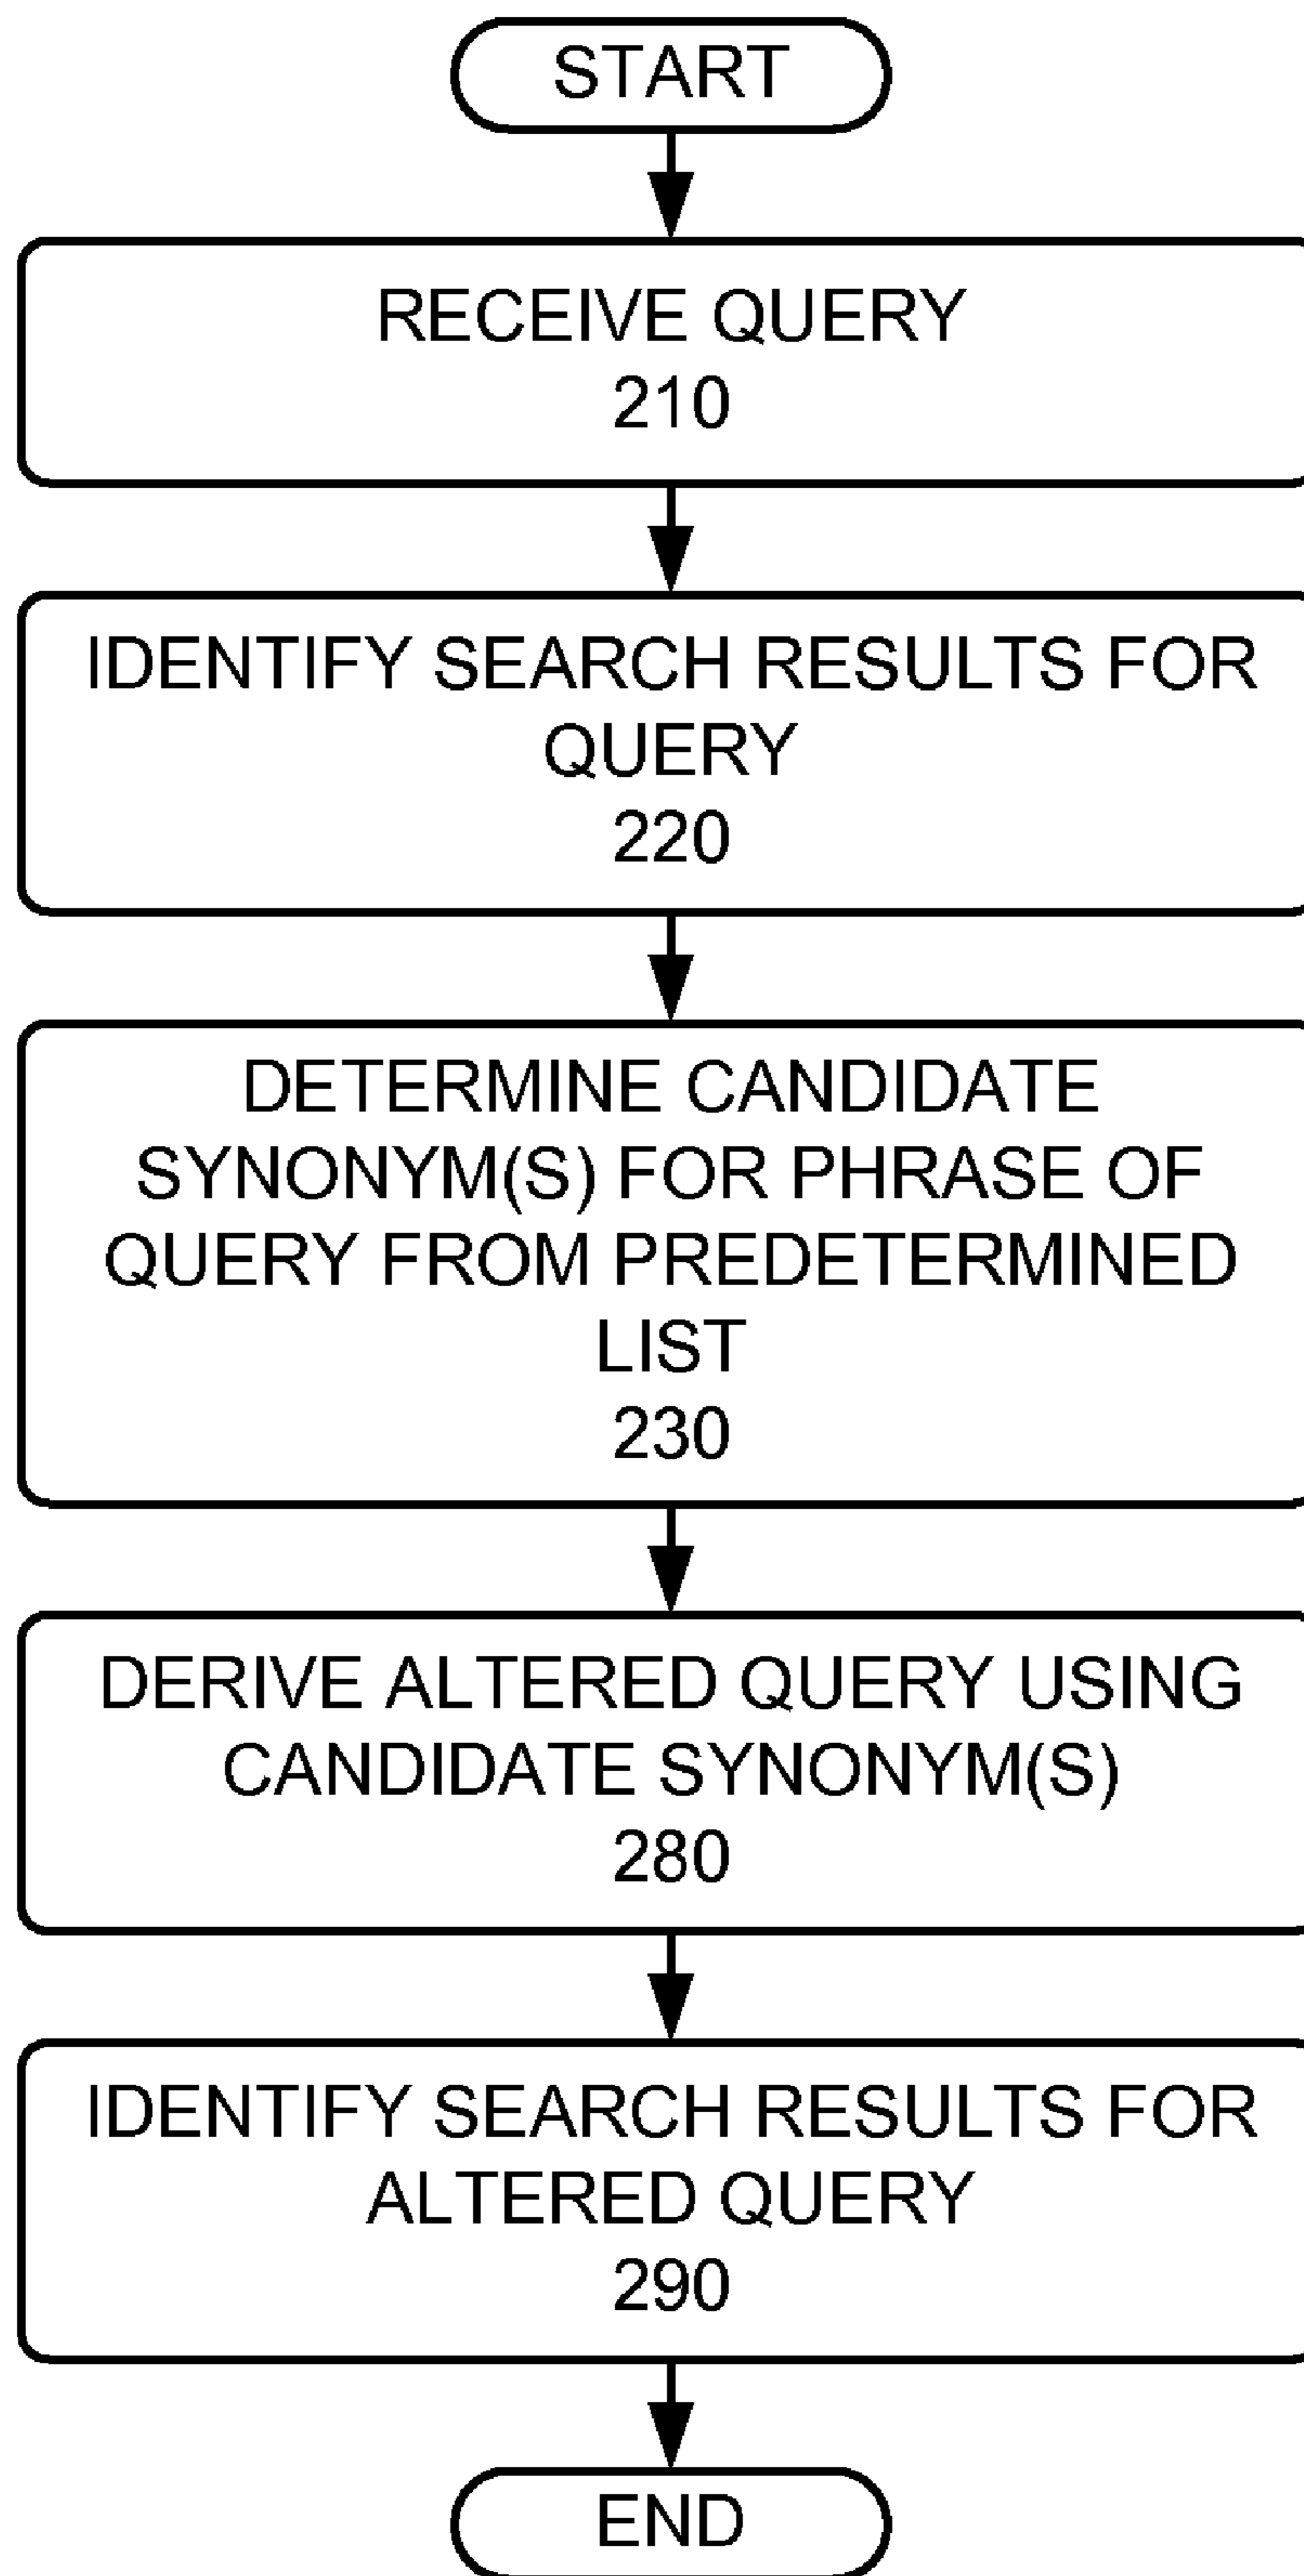 START
RECEIVE QUERY
210
IDENTIFY SEARCH RESULTS FOR
QUERY
220
DETERMINE CANDIDATE
SYNONYM(S) FOR PHRASE OF
QUERY FROM PREDETERMINED
LIST
230
DERIVE ALTERED QUERY USING
CANDIDATE SYNONYM(S)
280
IDENTIFY SEARCH RESULTS FOR
ALTERED QUERY
290
END